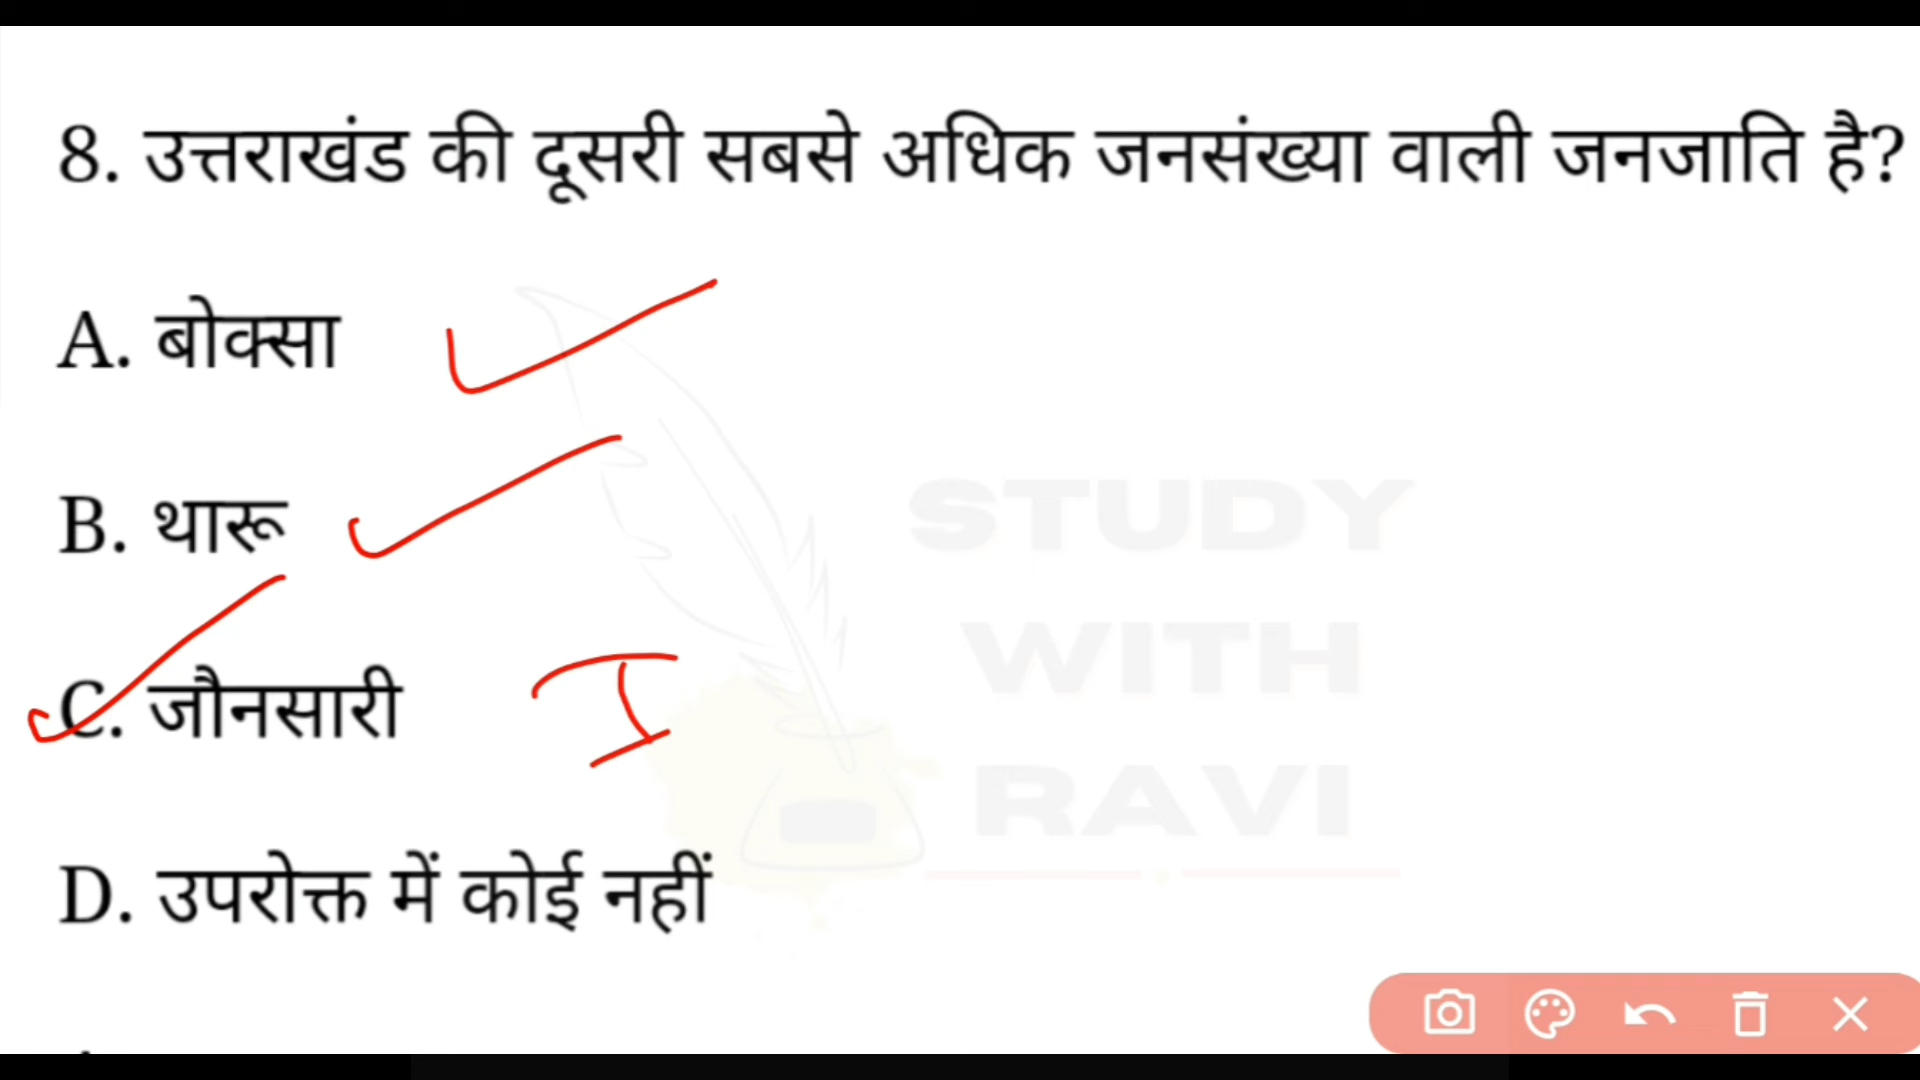 8. उत्तराखंड की दूसरी सबसे अधिक जनसंख्या वाली जनजाति है?
A. बोक्सा
B. थारू
C. जौनसारी
I
D. उपरोक्त में कोई नहीं
STUDY
WITH
RAVI